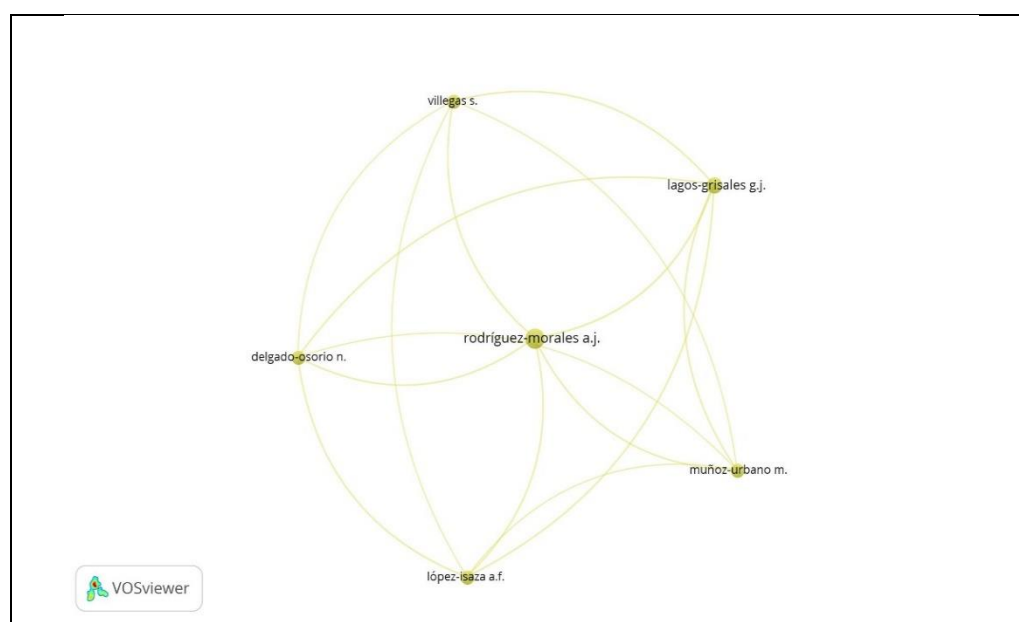 villegas s.
lagos-grisales g.j.
rodríguez-morales a.j.
delgado-osorio n.
muñoz-urbano m.
lópez-isaza a.f.
VOSviewer